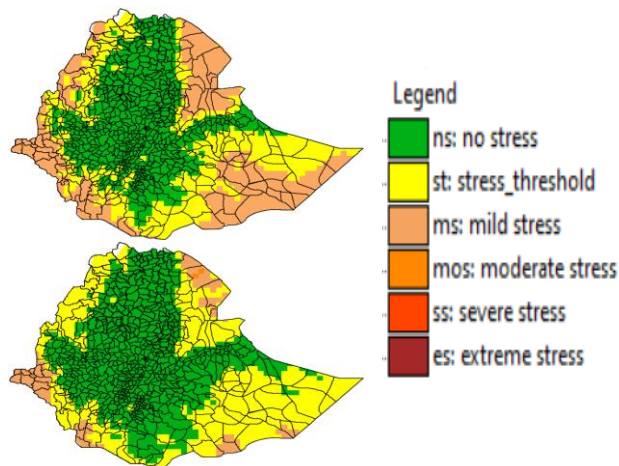 Legend
ns: no stress
st: stress_threshold
ms: mild stress
mos: moderate stress
ss: severe stress
es: extreme stress